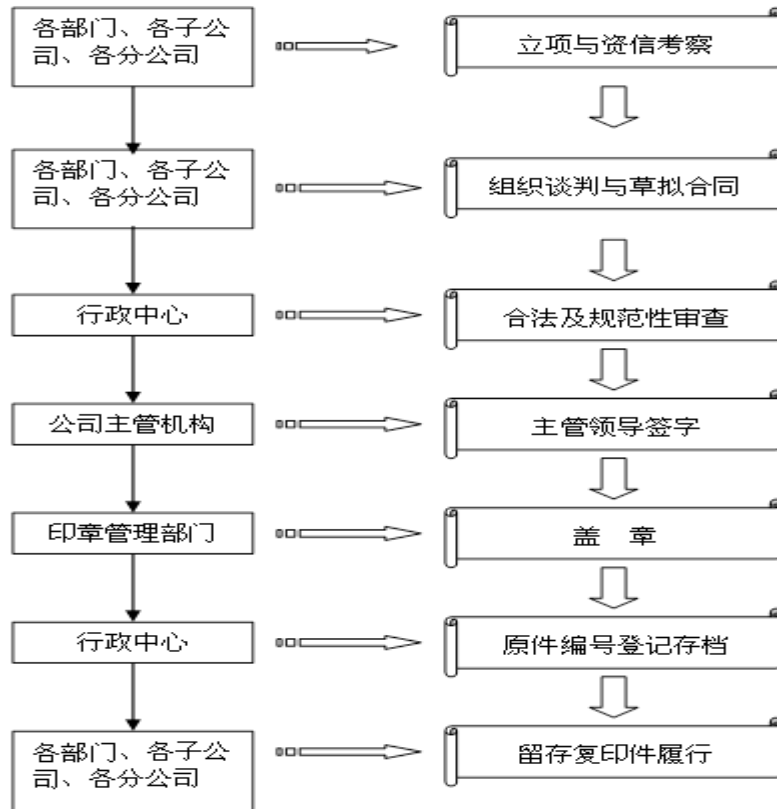 各部门、各子公
司、各分公司
立项与资信考察
各部门、各子公
司、各分公司
组织谈判与草拟合同
行政中心
合法及规范性审查
公司主管机构
主管领导签字
印章管理部门
盖 章
行政中心
原件编号登记存档
各部门、各子公
司、各分公司
留存复印件履行